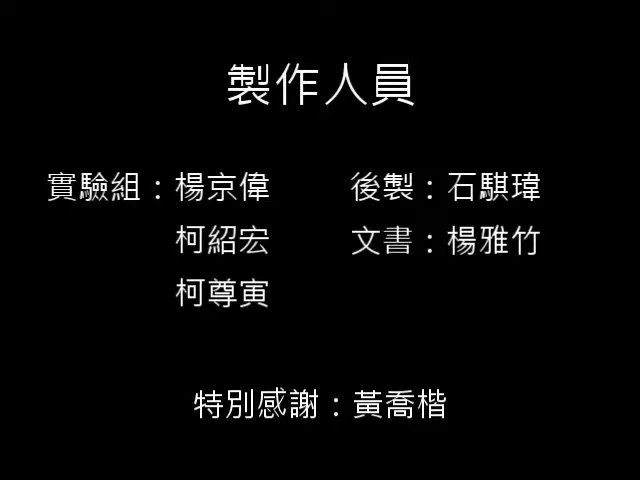 製作人員
實驗組：楊京偉
柯紹宏
柯尊寅
後製：石騏瑋
文書：楊雅竹
特別感謝：黃喬楷